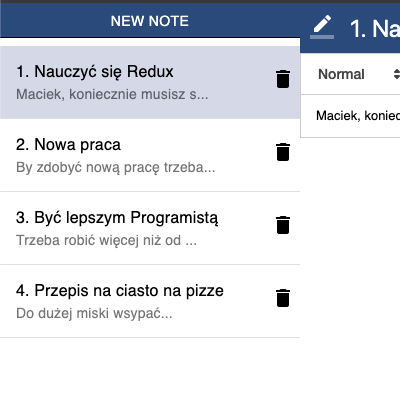 NEW NOTE
1. Na
1. Nauczyć się Redux
Maciek, koniecznie musisz s...
2. Nowa praca
By zdobyć nową pracę trzeba...
3. Być lepszym Programistą
Trzeba robić więcej niż od ...
4. Przepis na ciasto na pizze
Do dużej miski wsypać...
Normal
Maciek, koniec